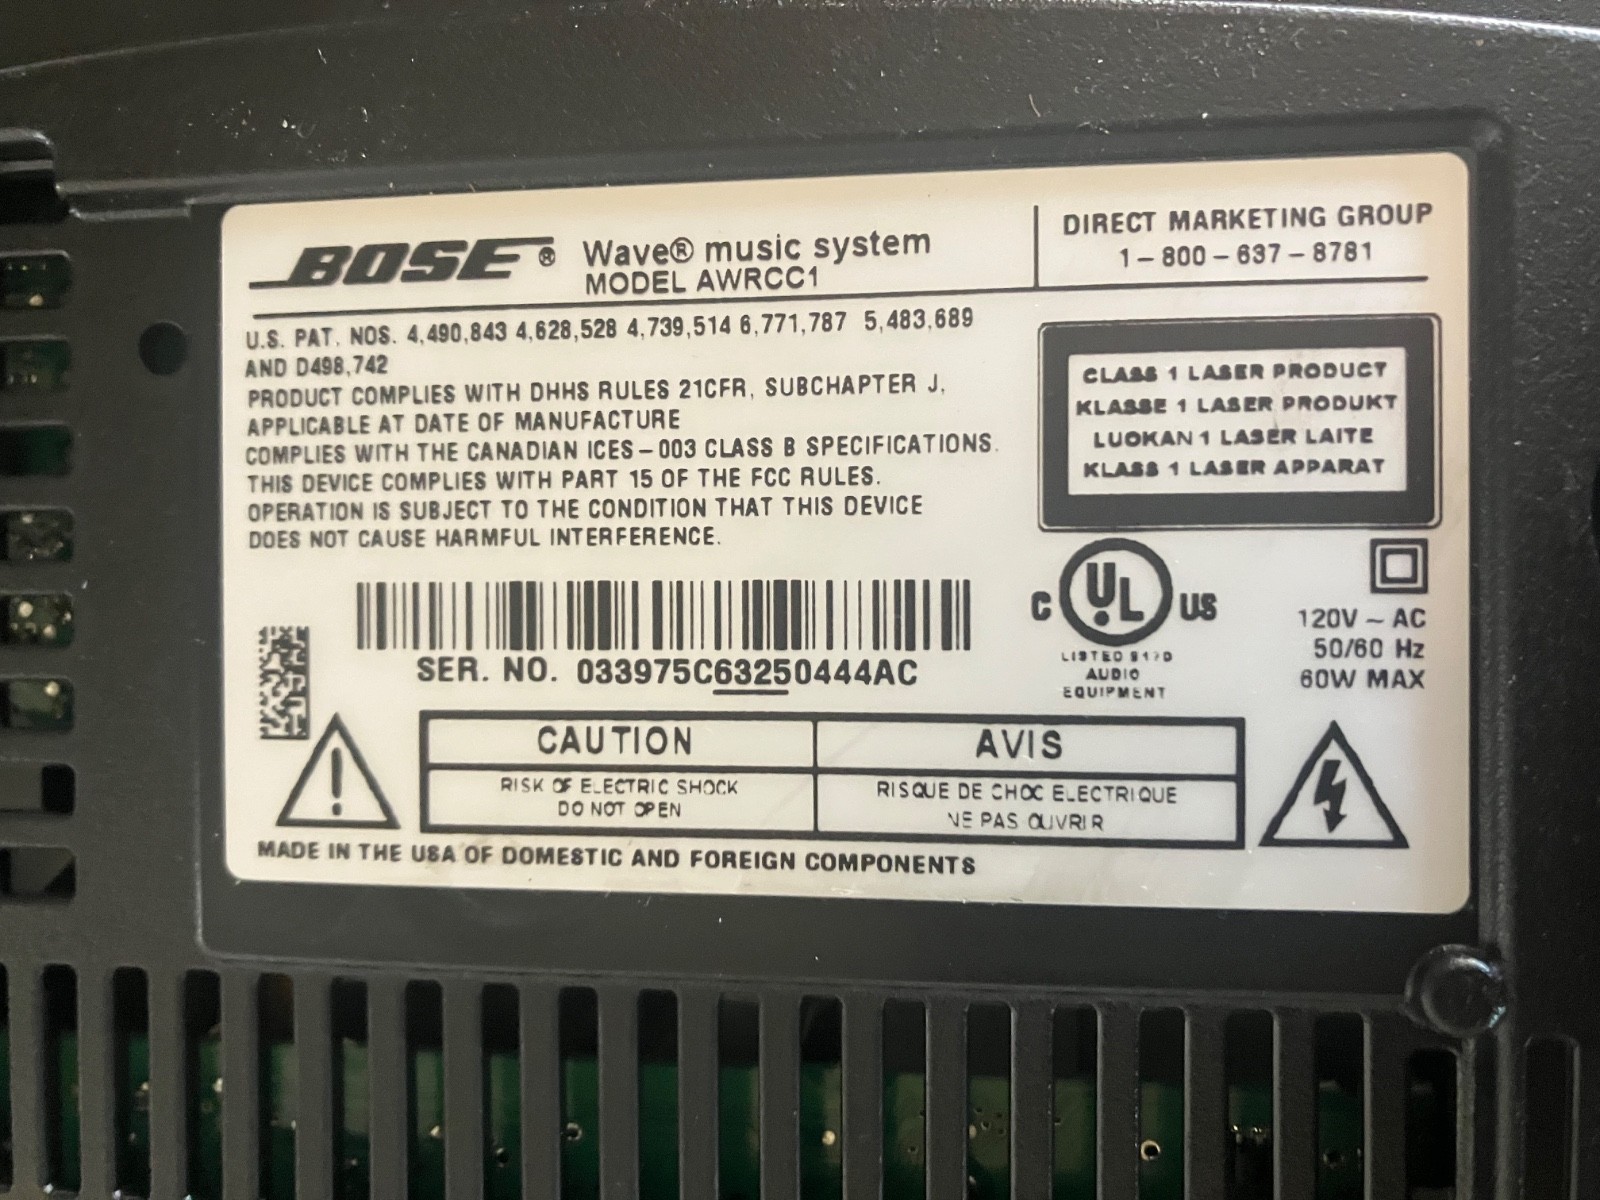 BOSE® Wave® music system
MODEL AWRCC1
DIRECT MARKETING GROUP
1-800-637-8781
U.S. PAT. NOS. 4,490,843 4,628,528 4,739,514 6,771,787 5,483,689
AND D498,742
PRODUCT COMPLIES WITH DHHS RULES 21CFR, SUBCHAPTER J,
APPLICABLE AT DATE OF MANUFACTURE
COMPLIES WITH THE CANADIAN ICES-003 CLASS B SPECIFICATIONS.
THIS DEVICE COMPLIES WITH PART 15 OF THE FCC RULES.
OPERATION IS SUBJECT TO THE CONDITION THAT THIS DEVICE
DOES NOT CAUSE HARMFUL INTERFERENCE.
CLASS 1 LASER PRODUCT
KLASSE 1 LASER PRODUKT
LUOKAN 1 LASER LAITE
KLASS 1 LASER APPARAT
SER. NO. 033975C63250444AC
C UL US
LISTED
AUDIO
EQUIPMENT
120V ~ AC
50/60 Hz
60W MAX
CAUTION
RISK OF ELECTRIC SHOCK
DO NOT OPEN
AVIS
RISQUE DE CHOC ELECTRIQUE
NE PAS OUVRIR
MADE IN THE USA OF DOMESTIC AND FOREIGN COMPONENTS